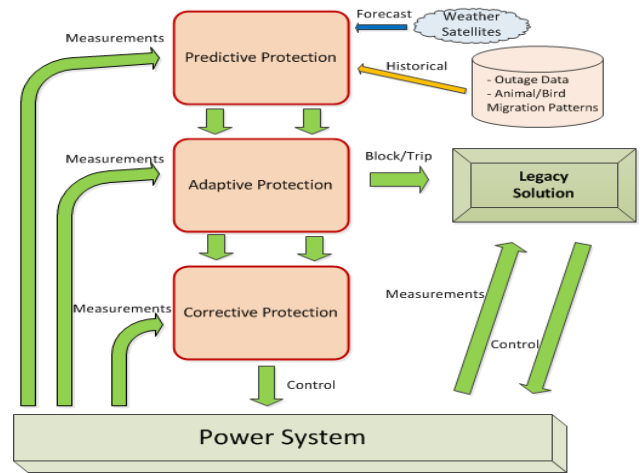 Forecast
Weather
Satellites
Measurements
Predictive Protection
Historical
- Outage Data
- Animal/Bird
Migration Patterns
Measurements
Adaptive Protection
Block/Trip
Legacy
Solution
Measurements
Corrective Protection
Measurements
Control
Control
Power System